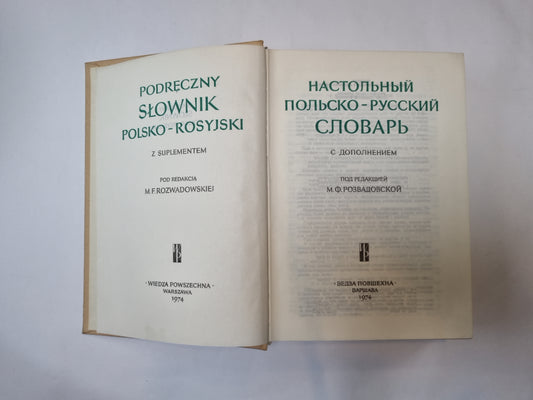 PODRĘCZNY
SŁOWNIK
POLSKO-ROSYJSKI
Z SUPLEMENTEM
POD REDAKCJĄ
M.F. ROZWADOWSKIEJ
· WIEDZA POWSZECHNA ·
WARSZAWA
1974
НАСТОЛЬНЫЙ
ПОЛЬСКО-РУССКИЙ
СЛОВАРЬ
С ДОПОЛНЕНИЕМ
ПОД РЕДАКЦИЕЙ
М.Ф. РОЗВАДОВСКОЙ
· ВЕДЗА ПОВШЕХНА ·
ВАРШАВА
1974